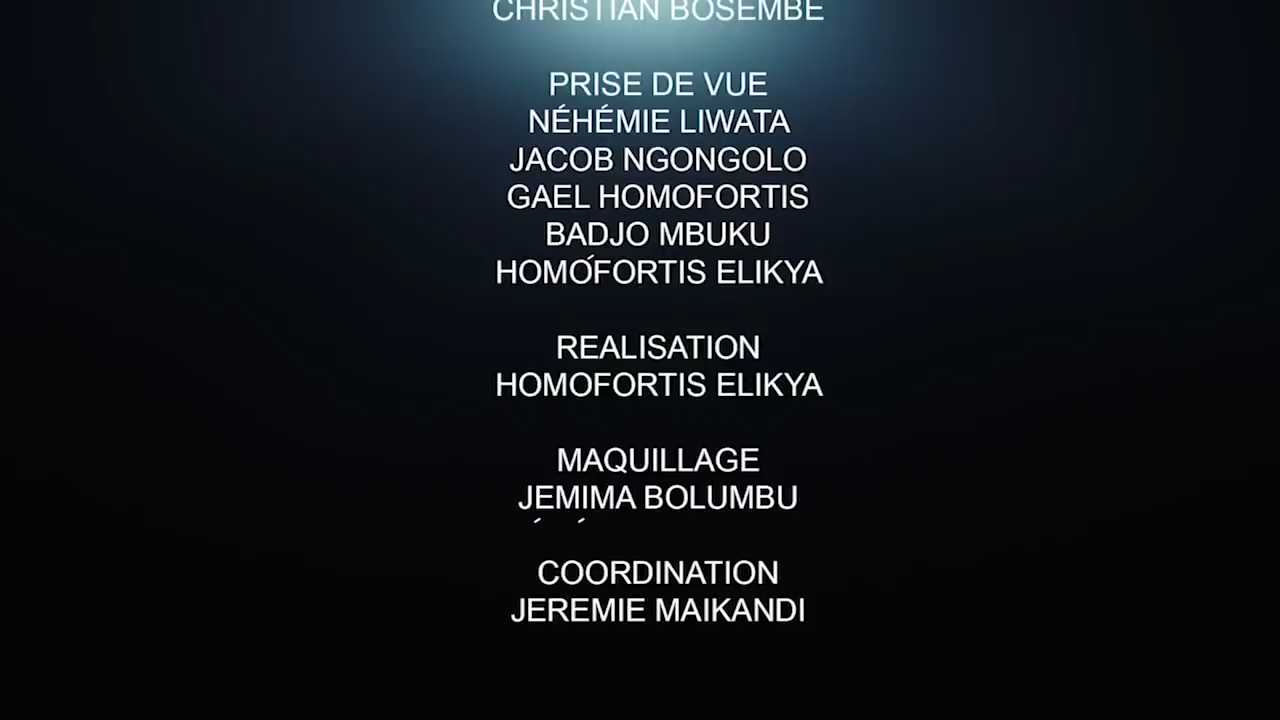 CHRISTIAN BOSEMBE
PRISE DE VUE
NÉHÉMIE LIWATA
JACOB NGONGOLO
GAEL HOMOFORTIS
BADJO MBUKU
HOMOFORTIS ELIKYA
REALISATION
HOMOFORTIS ELIKYA
MAQUILLAGE
JEMIMA BOLUMBU
COORDINATION
JEREMIE MAIKANDI